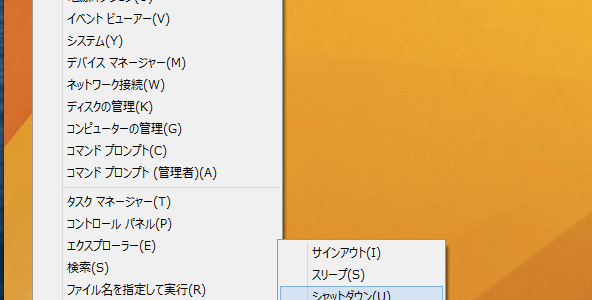 イベント ビューアー(V)
システム(Y)
デバイス マネージャー(M)
ネットワーク接続(W)
ディスクの管理(K)
コンピューターの管理(G)
コマンド プロンプト(C)
コマンド プロンプト (管理者)(A)
タスク マネージャー(T)
コントロール パネル(P)
エクスプローラー(E)
検索(S)
ファイル名を指定して実行(R)
サインアウト(I)
スリープ(S)
シャットダウン(U)